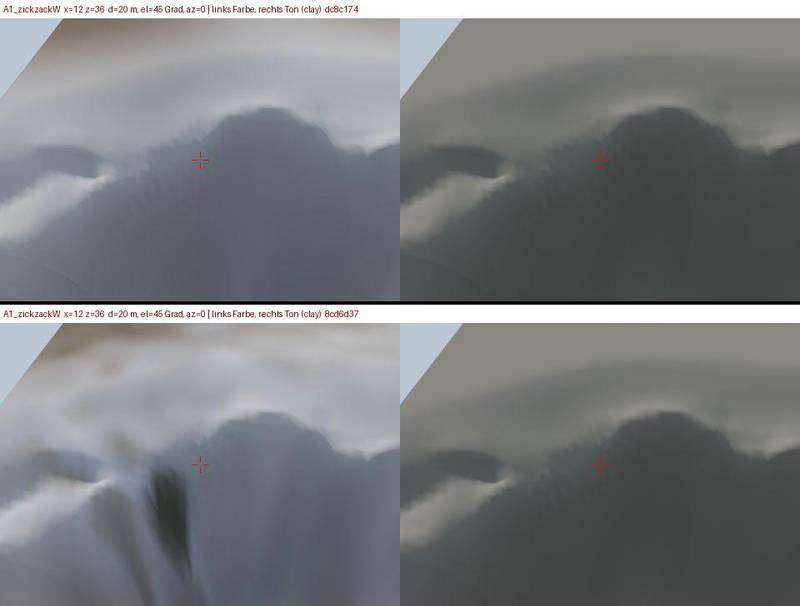 A1_zickzackW x=12 z=36 d=20 m, el=45 Grad, az=0 | links Farbe, rechts Ton (clay) dc8c174
A1_zickzackW x=12 z=36 d=20 m, el=45 Grad, az=0 | links Farbe, rechts Ton (clay) 8cd6d37